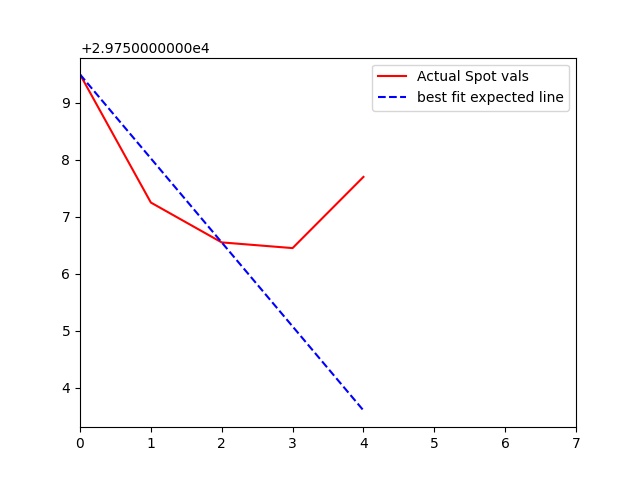 +2.9750000000e4
Actual Spot vals
best fit expected line
9
8
7
6
5
4
0 1 2 3 4 5 6 7